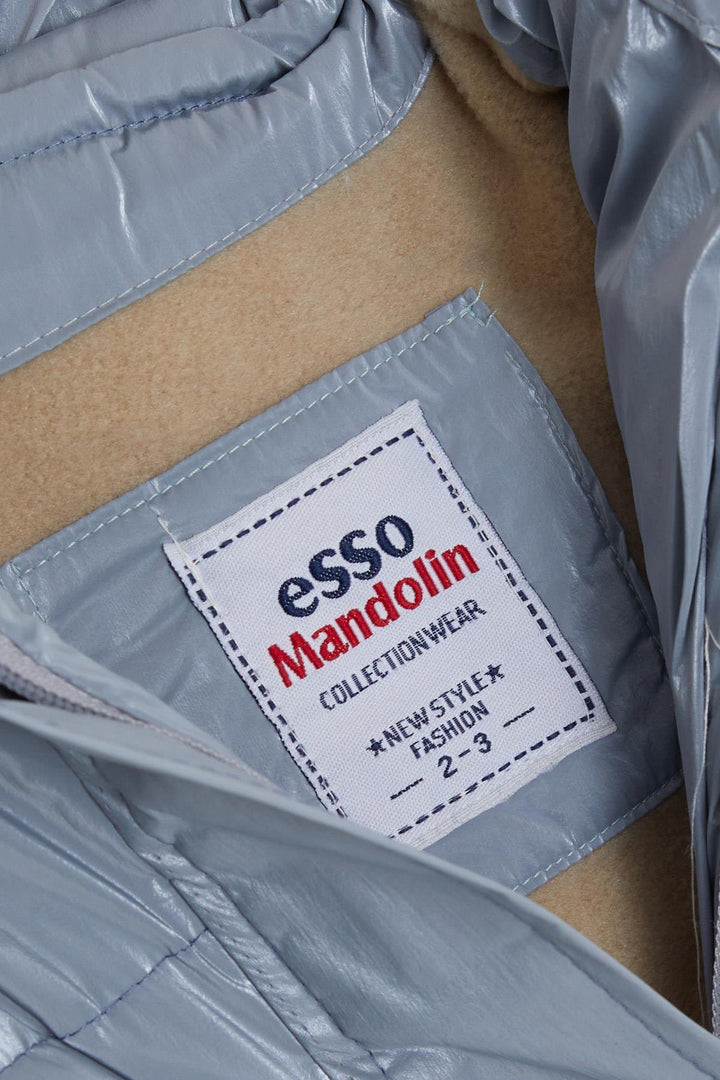 esso
Mandolin
COLLECTIONWEAR
★NEW STYLE★
FASHION
— 2-3 —